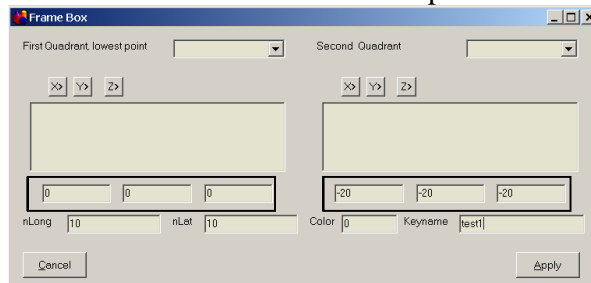 Frame Box
First Quadrant, lowest point Second Quadrant
X> Y> Z> X> Y> Z>
0 0 0 -20 -20 -20
nLong 10 nLat 10 Color 0 Keyname test1
Cancel Apply